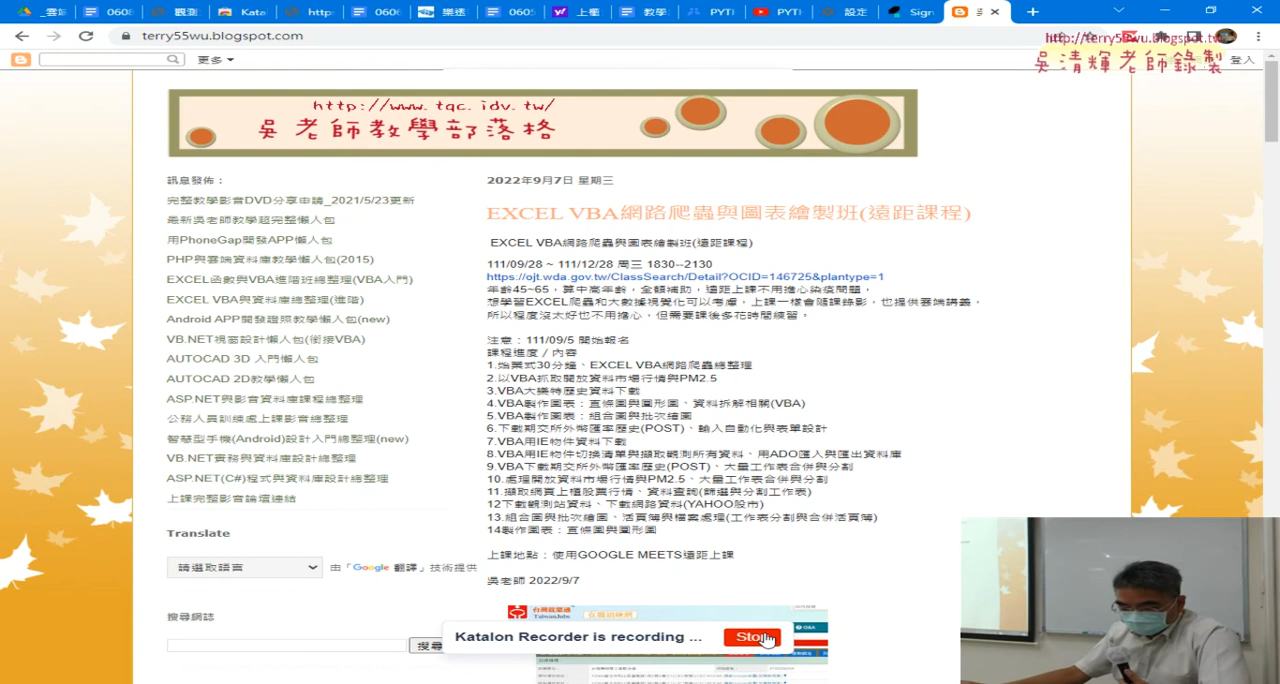 0608
觀測
Kata
http:
0606
樂透
0605
上櫃
教學
PYTI
PYTI
設定
Sign
terry55wu.blogspot.com
http://terry55wu.blogspot.tw
吳清輝老師錄製
更多
登入
http://www.tqc.idv.tw/
吳老師教學部落格
訊息發佈：
完整教學影音DVD分享申請_2021/5/23更新
最新吳老師教學超完整懶人包
用PhoneGap開發APP懶人包
PHP與雲端資料庫教學懶人包(2015)
EXCEL函數與VBA進階班總整理(VBA入門)
EXCEL VBA與資料庫總整理(進階)
Android APP開發證照教學懶人包(new)
VB.NET視窗設計懶人包(銜接VBA)
AUTOCAD 3D 入門懶人包
AUTOCAD 2D教學懶人包
ASP.NET與影音資料庫課程總整理
公務人員訓練處上課影音總整理
智慧型手機(Android)設計入門總整理(new)
VB.NET實務與資料庫設計總整理
ASP.NET(C#)程式與資料庫設計總整理
上課完整影音論壇連結
Translate
請選取語言
由「Google 翻譯」技術提供
搜尋網誌
搜尋
2022年9月7日 星期三
EXCEL VBA網路爬蟲與圖表繪製班(遠距課程)
EXCEL VBA網路爬蟲與圖表繪製班(遠距課程)
111/09/28 ~ 111/12/28 周三 1830--2130
https://ojt.wda.gov.tw/ClassSearch/Detail?OCID=146725&plantype=1
年齡45~65，算中高年齡，全額補助，遠距上課不用擔心染疫問題，
想學習EXCEL爬蟲和大數據視覺化可以考慮，上課一樣會隨課錄影，也提供雲端講義，
所以程度沒太好也不用擔心，但需要課後多花時間練習。
注意：111/09/5 開始報名
課程進度／內容
1.始業式30分鐘、EXCEL VBA網路爬蟲總整理
2.以VBA抓取開放資料市場行情與PM2.5
3.VBA大樂特歷史資料下載
4.VBA製作圖表：直條圖與圓形圖、資料拆解相關(VBA)
5.VBA製作圖表：組合圖與批次繪圖
6.下載期交所外幣匯率歷史(POST)、輸入自動化與表單設計
7.VBA用IE物件資料下載
8.VBA用IE物件切換清單與擷取觀測所有資料、用ADO匯入與匯出資料庫
9.VBA下載期交所外幣匯率歷史(POST)、大量工作表合併與分割
10.處理開放資料市場行情與PM2.5、大量工作表合併與分割
11.擷取網頁上櫃股票行情、資料查詢(篩選與分割工作表)
12下載觀測站資料、下載網路資料(YAHOO股市)
13.組合圖與批次繪圖、活頁簿與檔案處理(工作表分割與合併活頁簿)
14製作圖表：直條圖與圓形圖
上課地點：使用GOOGLE MEETS遠距上課
吳老師 2022/9/7
台灣就業通
TaiwanJobs
在職訓練網
Q&A
Katalon Recorder is recording ...
Stop